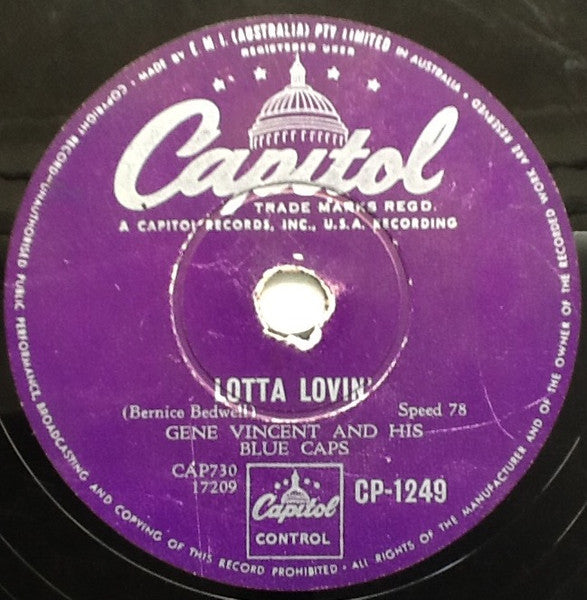 MADE BY E.M.I. (AUSTRALIA) PTY LIMITED IN AUSTRALIA ·
REGISTERED USER
Capitol
TRADE MARKS REGD.
A CAPITOL RECORDS, INC., U.S.A. RECORDING
LOTTA LOVIN'
(Bernice Bedwell) Speed 78
GENE VINCENT AND HIS
BLUE CAPS
CAP730
17209
Capitol
CONTROL
CP-1249
COPYRIGHT RECORD·UNAUTHORISED PUBLIC PERFORMANCE, BROADCASTING AND COPYING OF THIS RECORD PROHIBITED · ALL RIGHTS OF THE MANUFACTURER AND OF THE OWNER OF THE RECORDED WORK ARE RESERVED